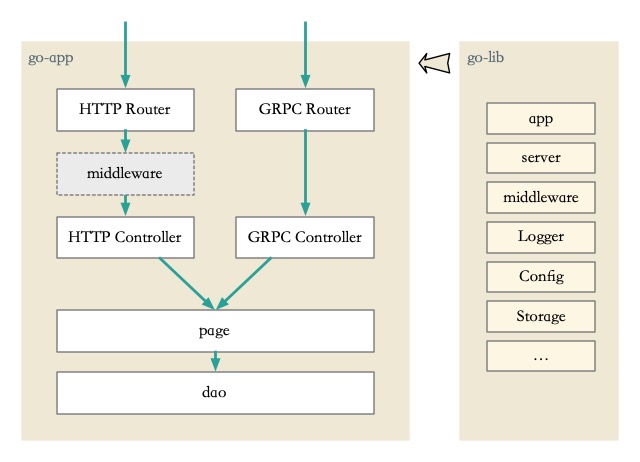 go-app
HTTP Router
GRPC Router
middleware
HTTP Controller
GRPC Controller
page
dao
go-lib
app
server
middleware
Logger
Config
Storage
...